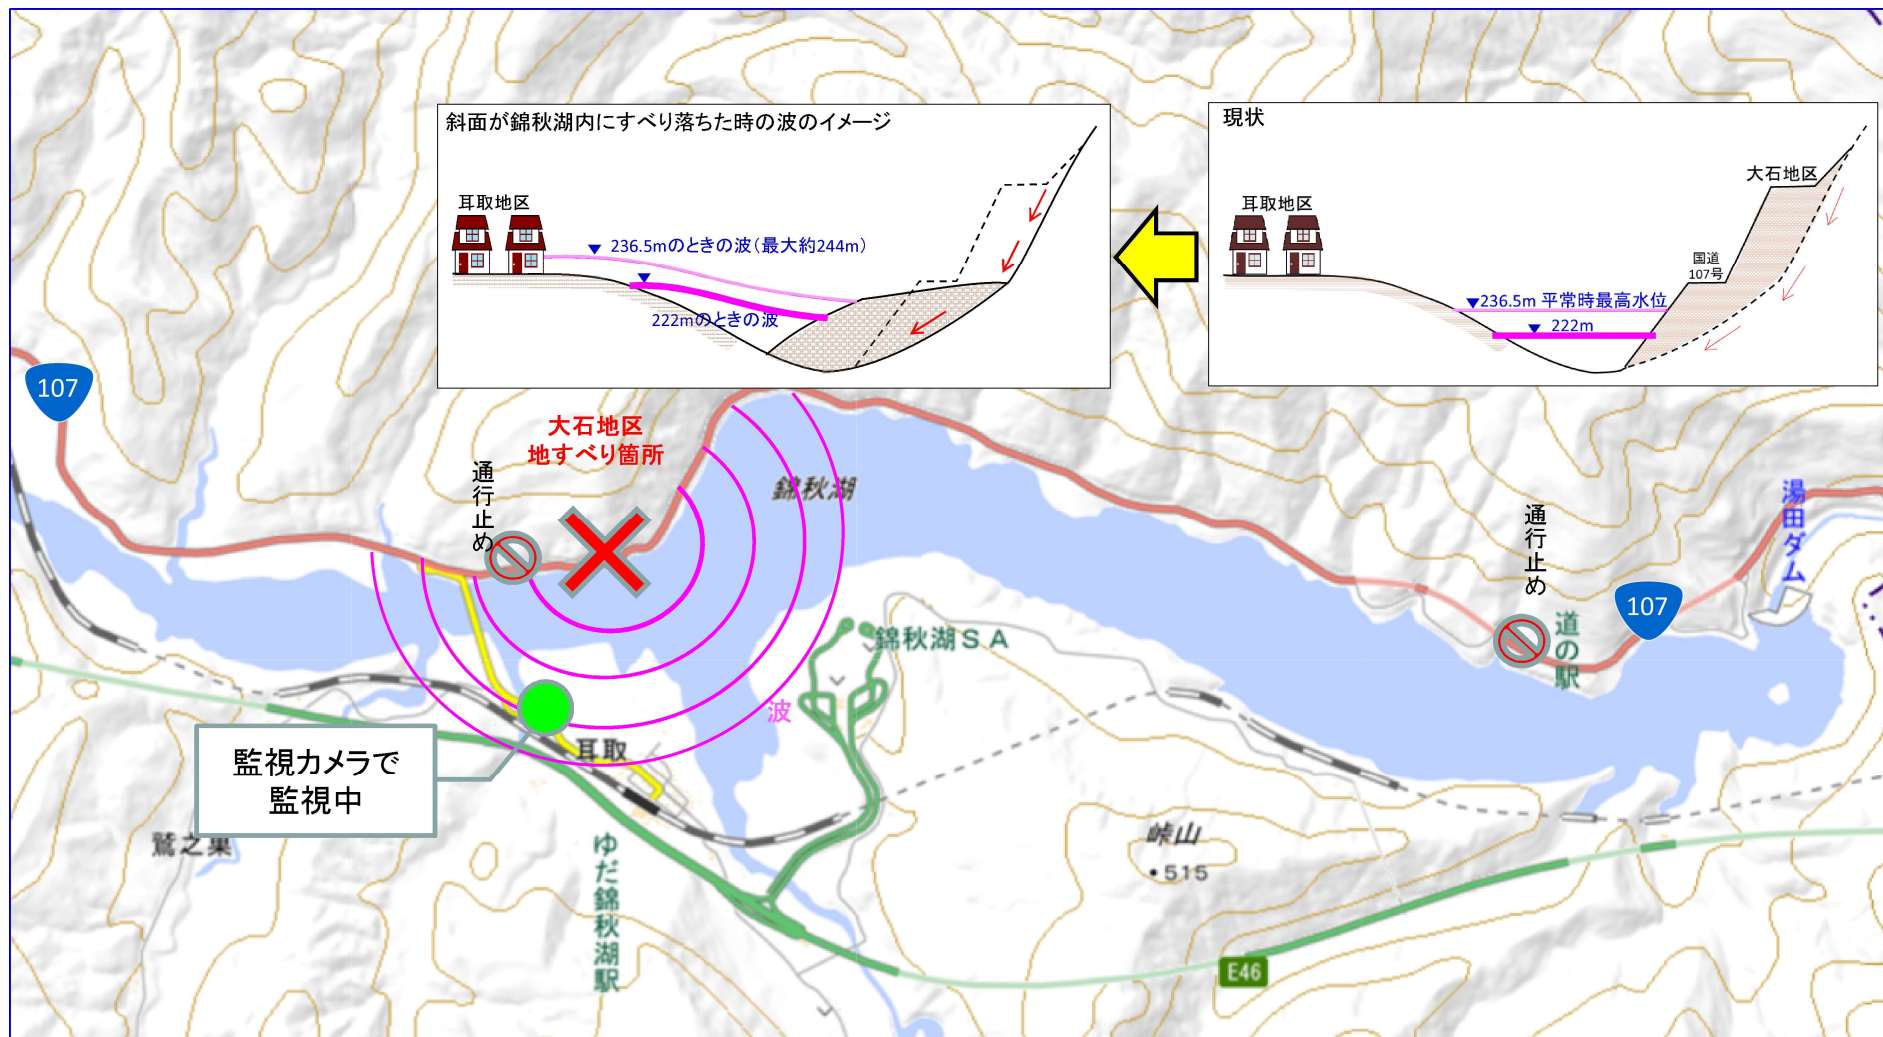 斜面が錦秋湖内にすべり落ちた時の波のイメージ
耳取地区
236.5mのときの波（最大約244m）
222mのときの波
現状
大石地区
耳取地区
国道
107号
236.5m 平常時最高水位
222m
107
大石地区
地すべり箇所
通行止め
錦秋湖
通行止め
湯田ダム
107
道の駅
錦秋湖ＳＡ
波
監視カメラで
監視中
耳取
鷲之巣
ゆだ錦秋湖駅
峠山
・515
E46